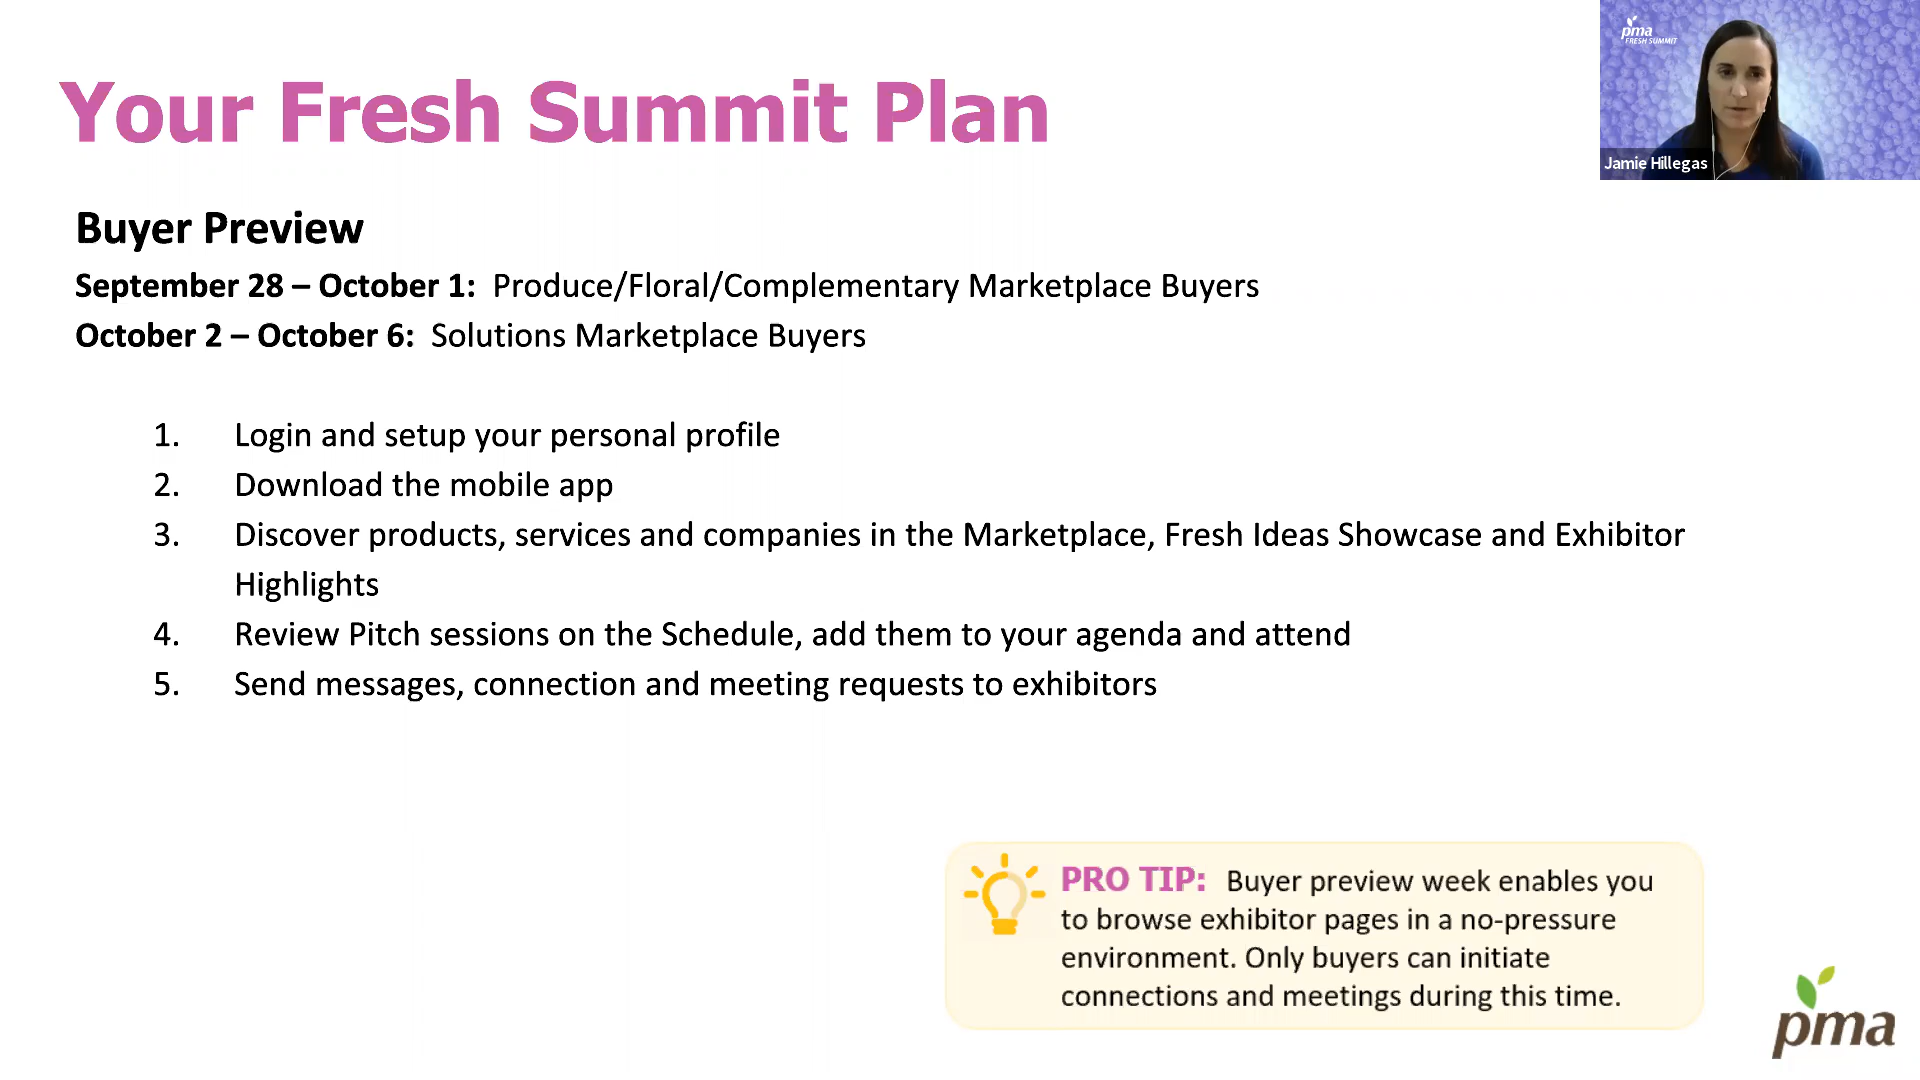 Your Fresh Summit Plan
pma
FRESH SUMMIT
Jamie Hillegas
Buyer Preview
September 28 – October 1: Produce/Floral/Complementary Marketplace Buyers
October 2 – October 6: Solutions Marketplace Buyers
1. Login and setup your personal profile
2. Download the mobile app
3. Discover products, services and companies in the Marketplace, Fresh Ideas Showcase and Exhibitor
Highlights
4. Review Pitch sessions on the Schedule, add them to your agenda and attend
5. Send messages, connection and meeting requests to exhibitors
PRO TIP: Buyer preview week enables you
to browse exhibitor pages in a no-pressure
environment. Only buyers can initiate
connections and meetings during this time.
pma